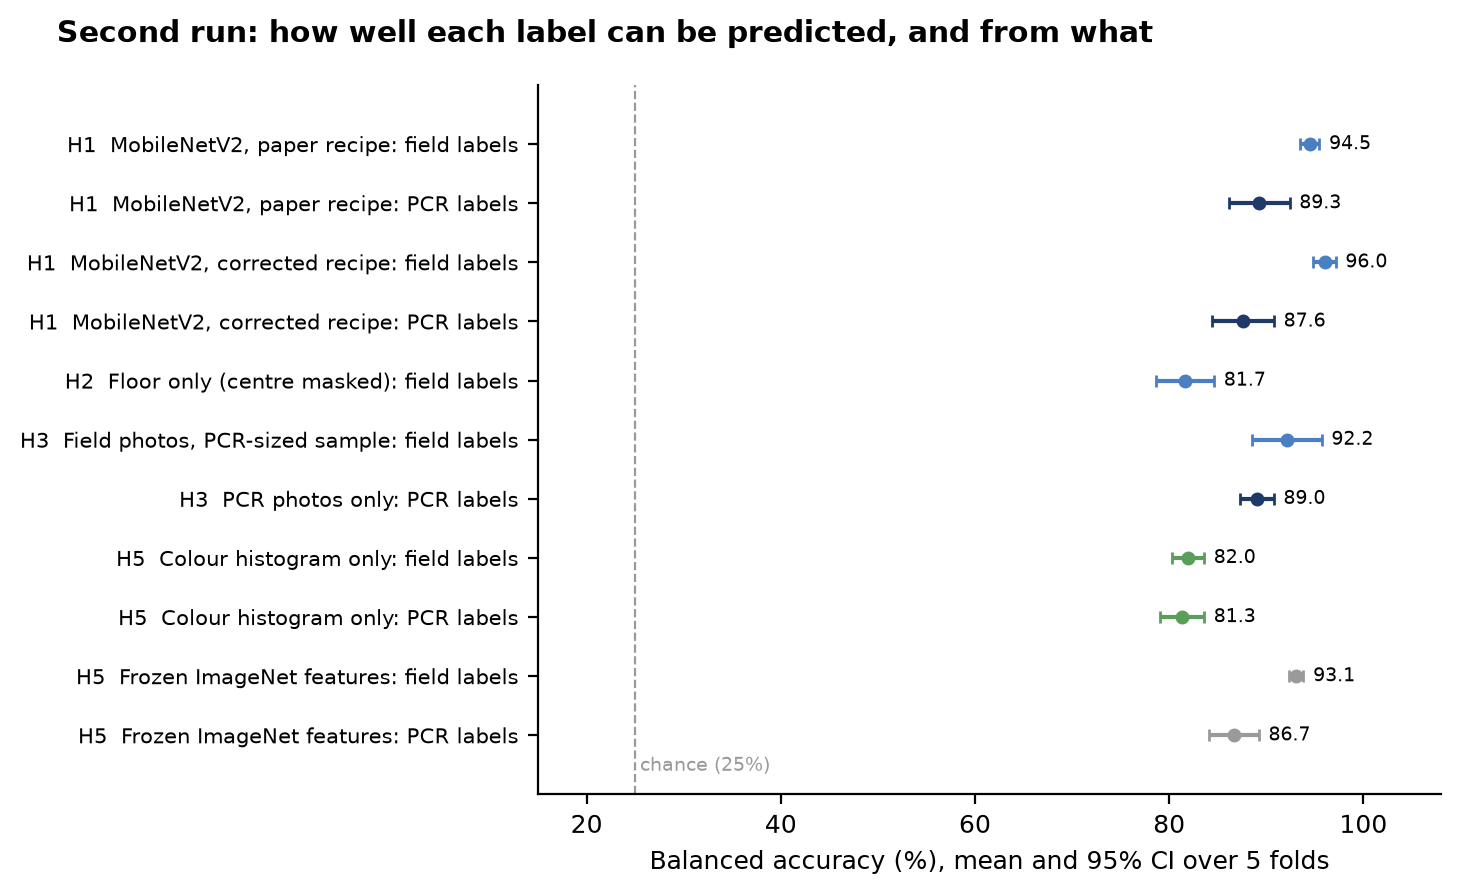 Second run: how well each label can be predicted, and from what
H1 MobileNetV2, paper recipe: field labels 94.5
H1 MobileNetV2, paper recipe: PCR labels 89.3
H1 MobileNetV2, corrected recipe: field labels 96.0
H1 MobileNetV2, corrected recipe: PCR labels 87.6
H2 Floor only (centre masked): field labels 81.7
H3 Field photos, PCR-sized sample: field labels 92.2
H3 PCR photos only: PCR labels 89.0
H5 Colour histogram only: field labels 82.0
H5 Colour histogram only: PCR labels 81.3
H5 Frozen ImageNet features: field labels 93.1
H5 Frozen ImageNet features: PCR labels 86.7
chance (25%)
20 40 60 80 100
Balanced accuracy (%), mean and 95% CI over 5 folds